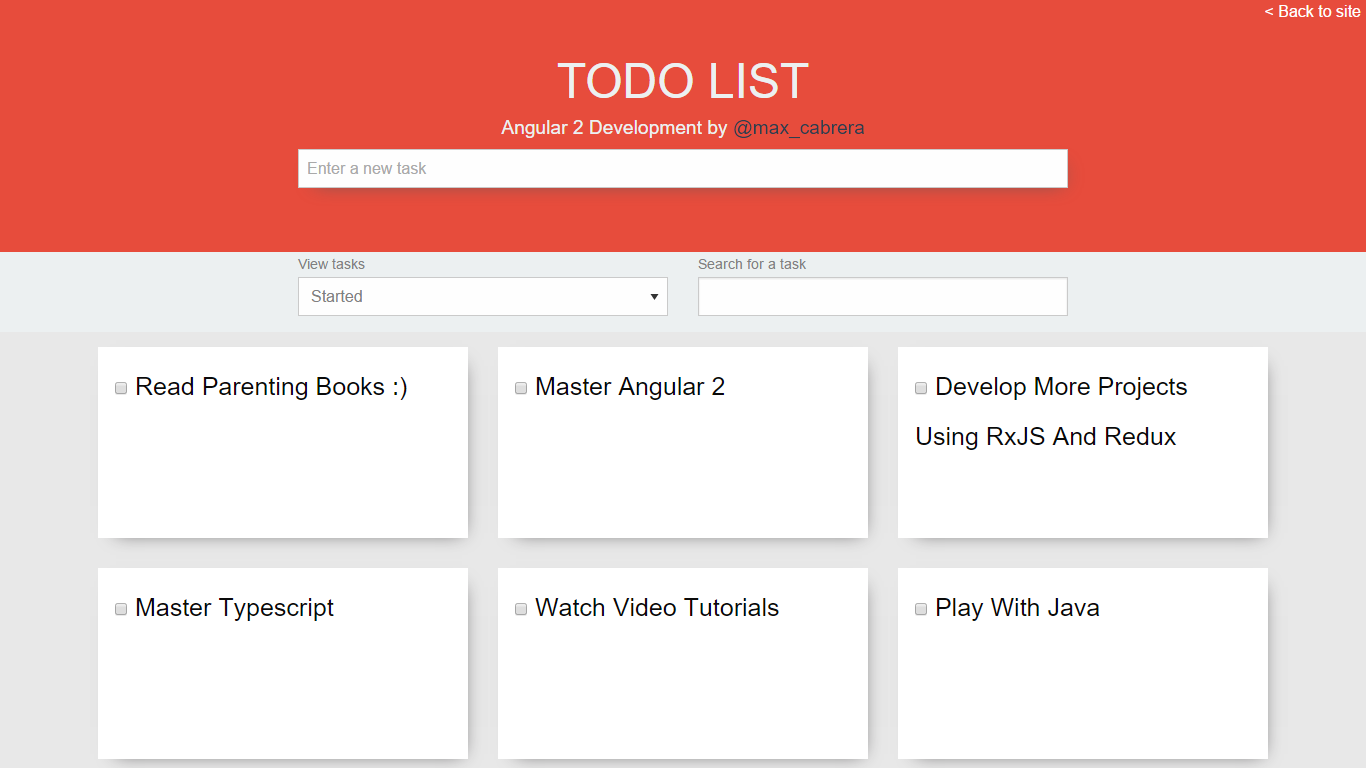 < Back to site
TODO LIST
Angular 2 Development by @max_cabrera
Enter a new task
View tasks
Search for a task
Started
Read Parenting Books :)
Master Angular 2
Develop More Projects
Using RxJS And Redux
Master Typescript
Watch Video Tutorials
Play With Java